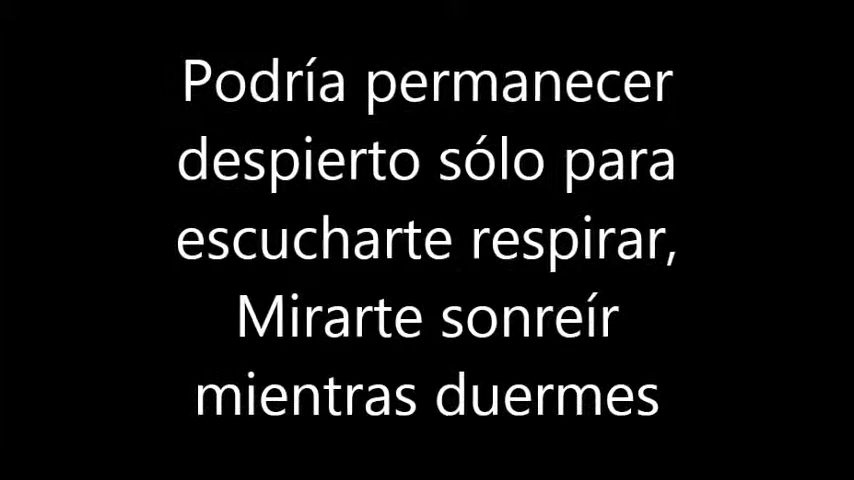 Podría permanecer
despierto sólo para
escucharte respirar,
Mirarte sonreír
mientras duermes